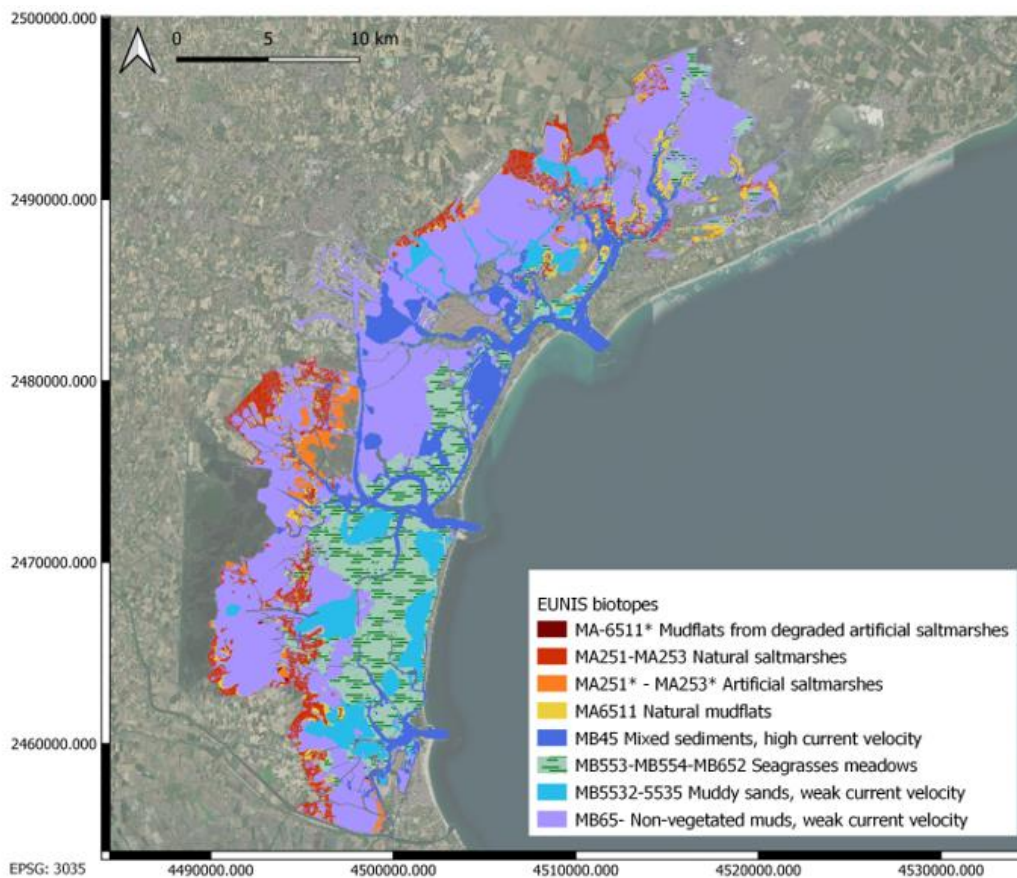 2500000.000
0 5 10 km
2490000.000
2480000.000
2470000.000
2460000.000
EUNIS biotopes
MA-6511* Mudflats from degraded artificial saltmarshes
MA251-MA253 Natural saltmarshes
MA251* - MA253* Artificial saltmarshes
MA6511 Natural mudflats
MB45 Mixed sediments, high current velocity
MB553-MB554-MB652 Seagrasses meadows
MB5532-5535 Muddy sands, weak current velocity
MB65- Non-vegetated muds, weak current velocity
EPSG: 3035
4490000.000 4500000.000 4510000.000 4520000.000 4530000.000